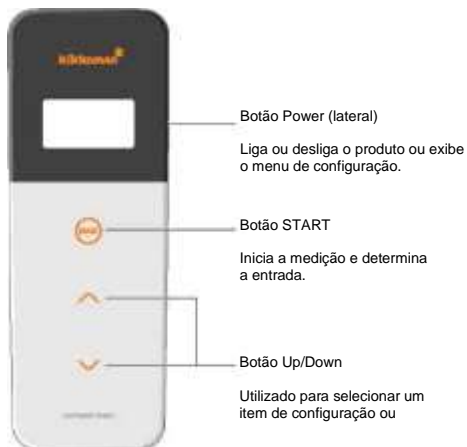 kikkoman
Botão Power (lateral)
Liga ou desliga o produto ou exibe
o menu de configuração.
Botão START
Inicia a medição e determina
a entrada.
Botão Up/Down
Utilizado para selecionar um
item de configuração ou